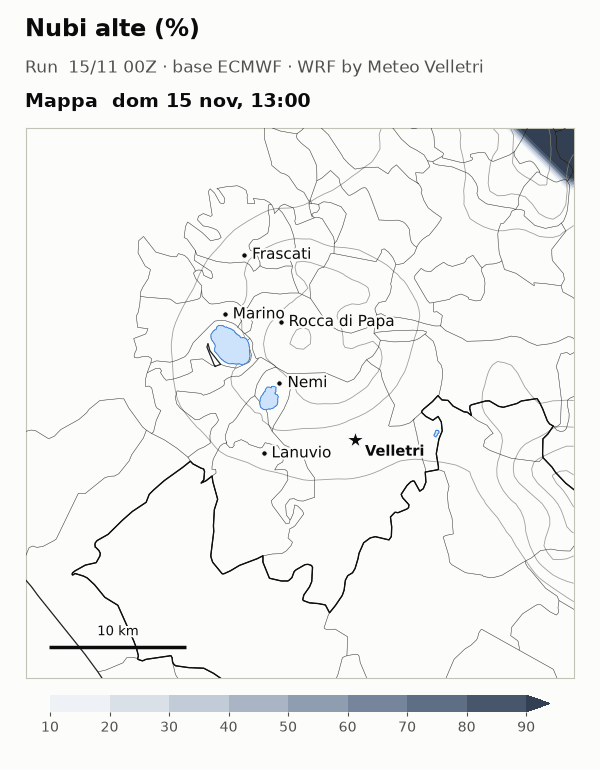 Nubi alte (%)
Run  15/11 00Z · base ECMWF · WRF by Meteo Velletri
Mappa  dom 15 nov, 13:00
Frascati
Marino
Rocca di Papa
Nemi
Velletri
Lanuvio
10 km
10 20 30 40 50 60 70 80 90